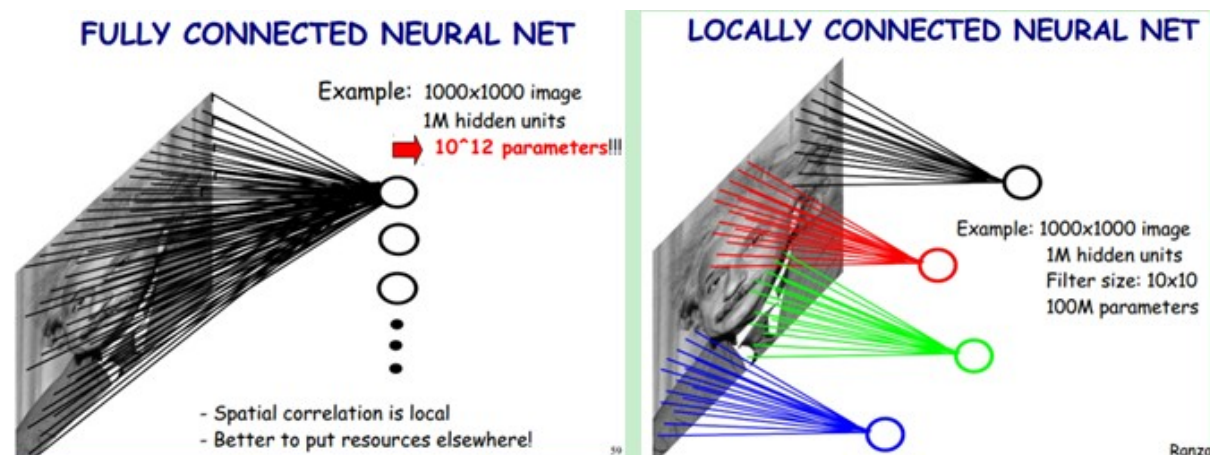 FULLY CONNECTED NEURAL NET
Example: 1000x1000 image
1M hidden units
10^12 parameters!!!
- Spatial correlation is local
- Better to put resources elsewhere!
59
LOCALLY CONNECTED NEURAL NET
Example: 1000x1000 image
1M hidden units
Filter size: 10x10
100M parameters
Ranza